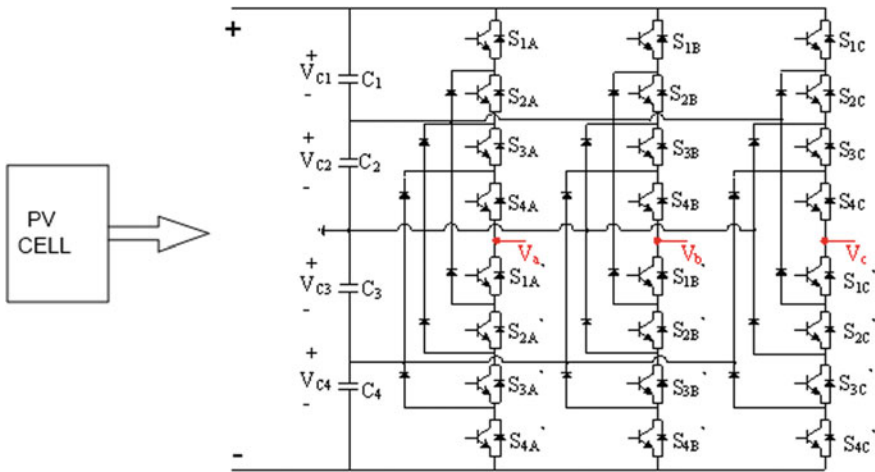 +
S1A
S1B
S1C
+
VC1
-
C1
S2A
S2B
S2C
+
VC2
-
C2
S3A
S3B
S3C
S4A
S4B
S4C
PV
CELL
Va
Vb
Vc
+
VC3
-
C3
S1A`
S1B`
S1C`
S2A`
S2B`
S2C`
+
VC4
-
C4
S3A`
S3B`
S3C`
S4A`
S4B`
S4C`
-